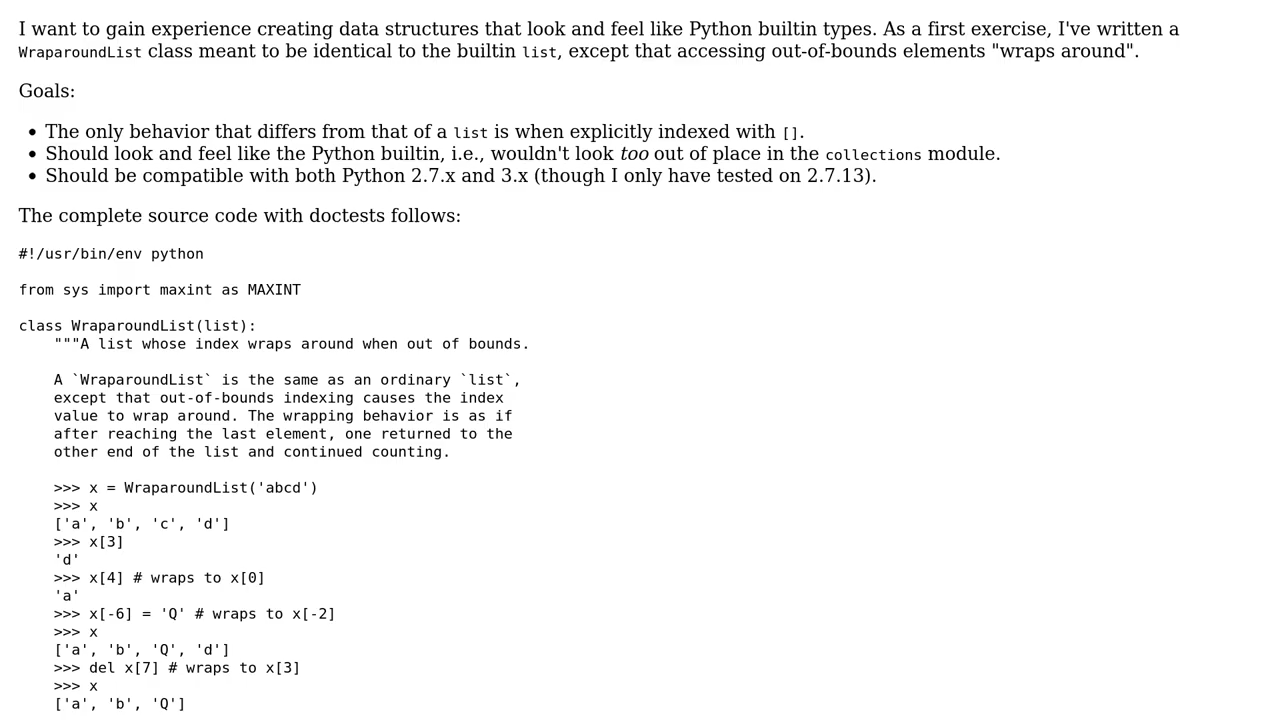 I want to gain experience creating data structures that look and feel like Python builtin types. As a first exercise, I've written a
WraparoundList class meant to be identical to the builtin list, except that accessing out-of-bounds elements "wraps around".
Goals:
• The only behavior that differs from that of a list is when explicitly indexed with [].
• Should look and feel like the Python builtin, i.e., wouldn't look too out of place in the collections module.
• Should be compatible with both Python 2.7.x and 3.x (though I only have tested on 2.7.13).
The complete source code with doctests follows:
#!/usr/bin/env python
from sys import maxint as MAXINT
class WraparoundList(list):
    """A list whose index wraps around when out of bounds.
    A `WraparoundList` is the same as an ordinary `list`,
    except that out-of-bounds indexing causes the index
    value to wrap around. The wrapping behavior is as if
    after reaching the last element, one returned to the
    other end of the list and continued counting.
    >>> x = WraparoundList('abcd')
    >>> x
    ['a', 'b', 'c', 'd']
    >>> x[3]
    'd'
    >>> x[4] # wraps to x[0]
    'a'
    >>> x[-6] = 'Q' # wraps to x[-2]
    >>> x
    ['a', 'b', 'Q', 'd']
    >>> del x[7] # wraps to x[3]
    >>> x
    ['a', 'b', 'Q']